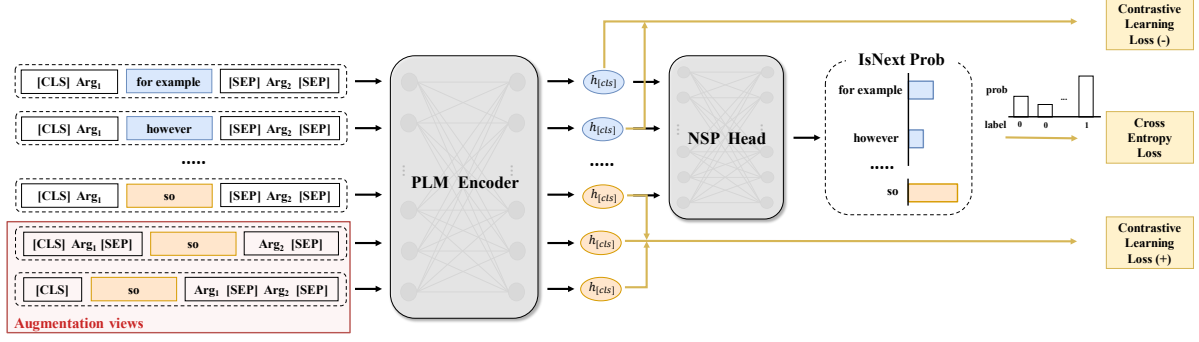 [CLS] Arg₁ for example [SEP] Arg₂ [SEP]
[CLS] Arg₁ however [SEP] Arg₂ [SEP]
.....
[CLS] Arg₁ so [SEP] Arg₂ [SEP]
[CLS] Arg₁ [SEP] so Arg₂ [SEP]
[CLS] so Arg₁ [SEP] Arg₂ [SEP]
Augmentation views
PLM Encoder
h[cls]
h[cls]
.....
h[cls]
h[cls]
h[cls]
NSP Head
IsNext Prob
for example
however
.....
so
prob
...
label
0 0 1
Contrastive
Learning
Loss (-)
Cross
Entropy
Loss
Contrastive
Learning
Loss (+)